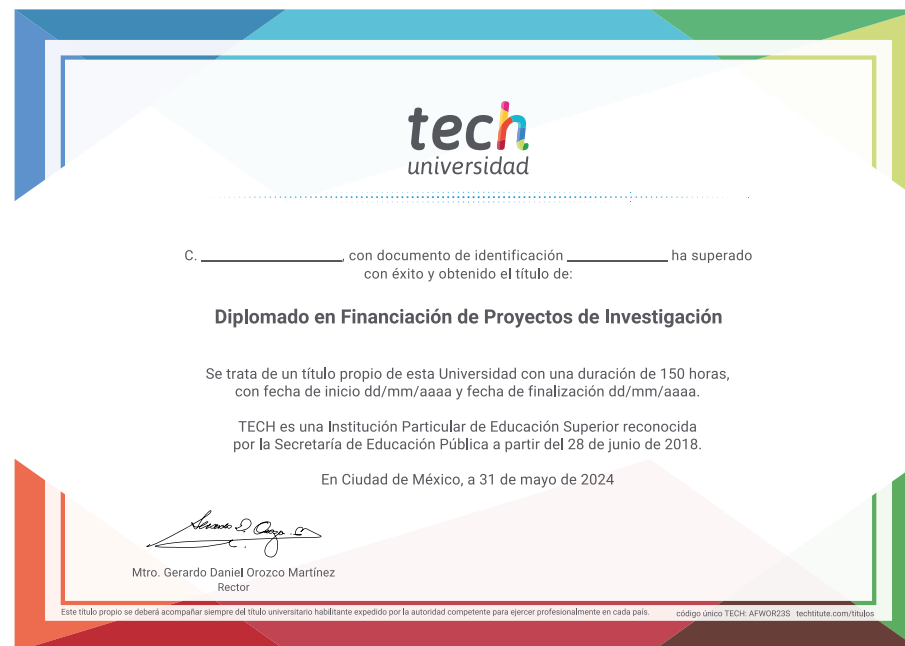 tech
universidad
C. ____________, con documento de identificación ____________ ha superado
con éxito y obtenido el título de:
Diplomado en Financiación de Proyectos de Investigación
Se trata de un título propio de esta Universidad con una duración de 150 horas,
con fecha de inicio dd/mm/aaaa y fecha de finalización dd/mm/aaaa.
TECH es una Institución Particular de Educación Superior reconocida
por la Secretaría de Educación Pública a partir del 28 de junio de 2018.
En Ciudad de México, a 31 de mayo de 2024
Mtro. Gerardo Daniel Orozco Martínez
Rector
Este título propio se deberá acompañar siempre del título universitario habilitante expedido por la autoridad competente para ejercer profesionalmente en cada país. código único TECH: AFWOR23S techtitute.com/titulos